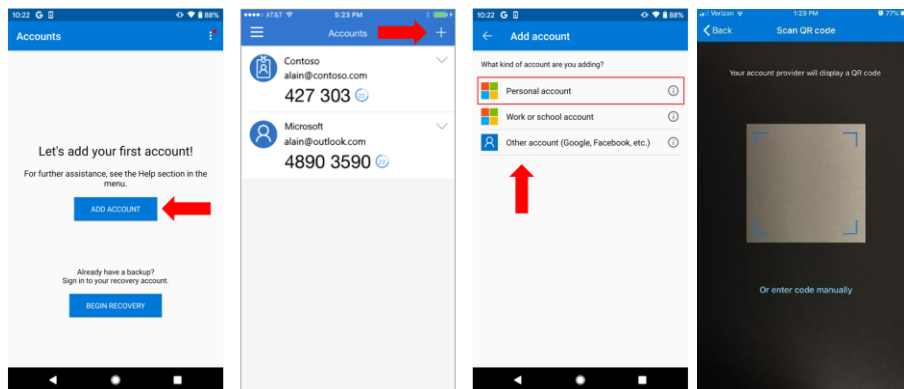 10:22 G 88%
Accounts
Let's add your first account!
For further assistance, see the Help section in the
menu.
ADD ACCOUNT
Already have a backup?
Sign in to your recovery account.
BEGIN RECOVERY
AT&T 5:23 PM
Accounts
Contoso
alain@contoso.com
427 303 22
Microsoft
alain@outlook.com
4890 3590 22
10:22 G 88%
Add account
What kind of account are you adding?
Personal account
Work or school account
Other account (Google, Facebook, etc.)
Verizon 1:29 PM 77%
Back Scan QR code
Your account provider will display a QR code
Or enter code manually